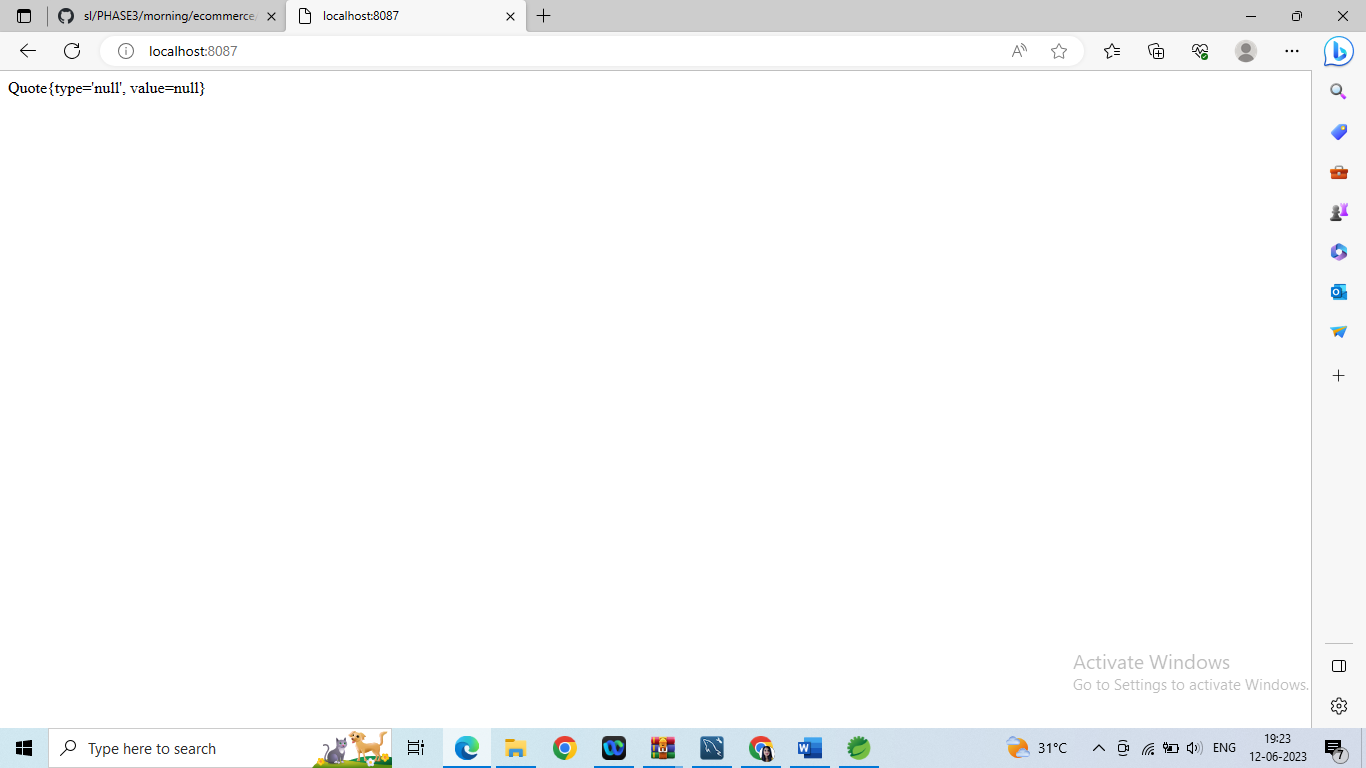 sl/PHASE3/morning/ecommerce/
localhost:8087
localhost:8087
Quote{type='null', value=null}
Activate Windows
Go to Settings to activate Windows.
Type here to search
31°C
ENG
19:23
12-06-2023
7